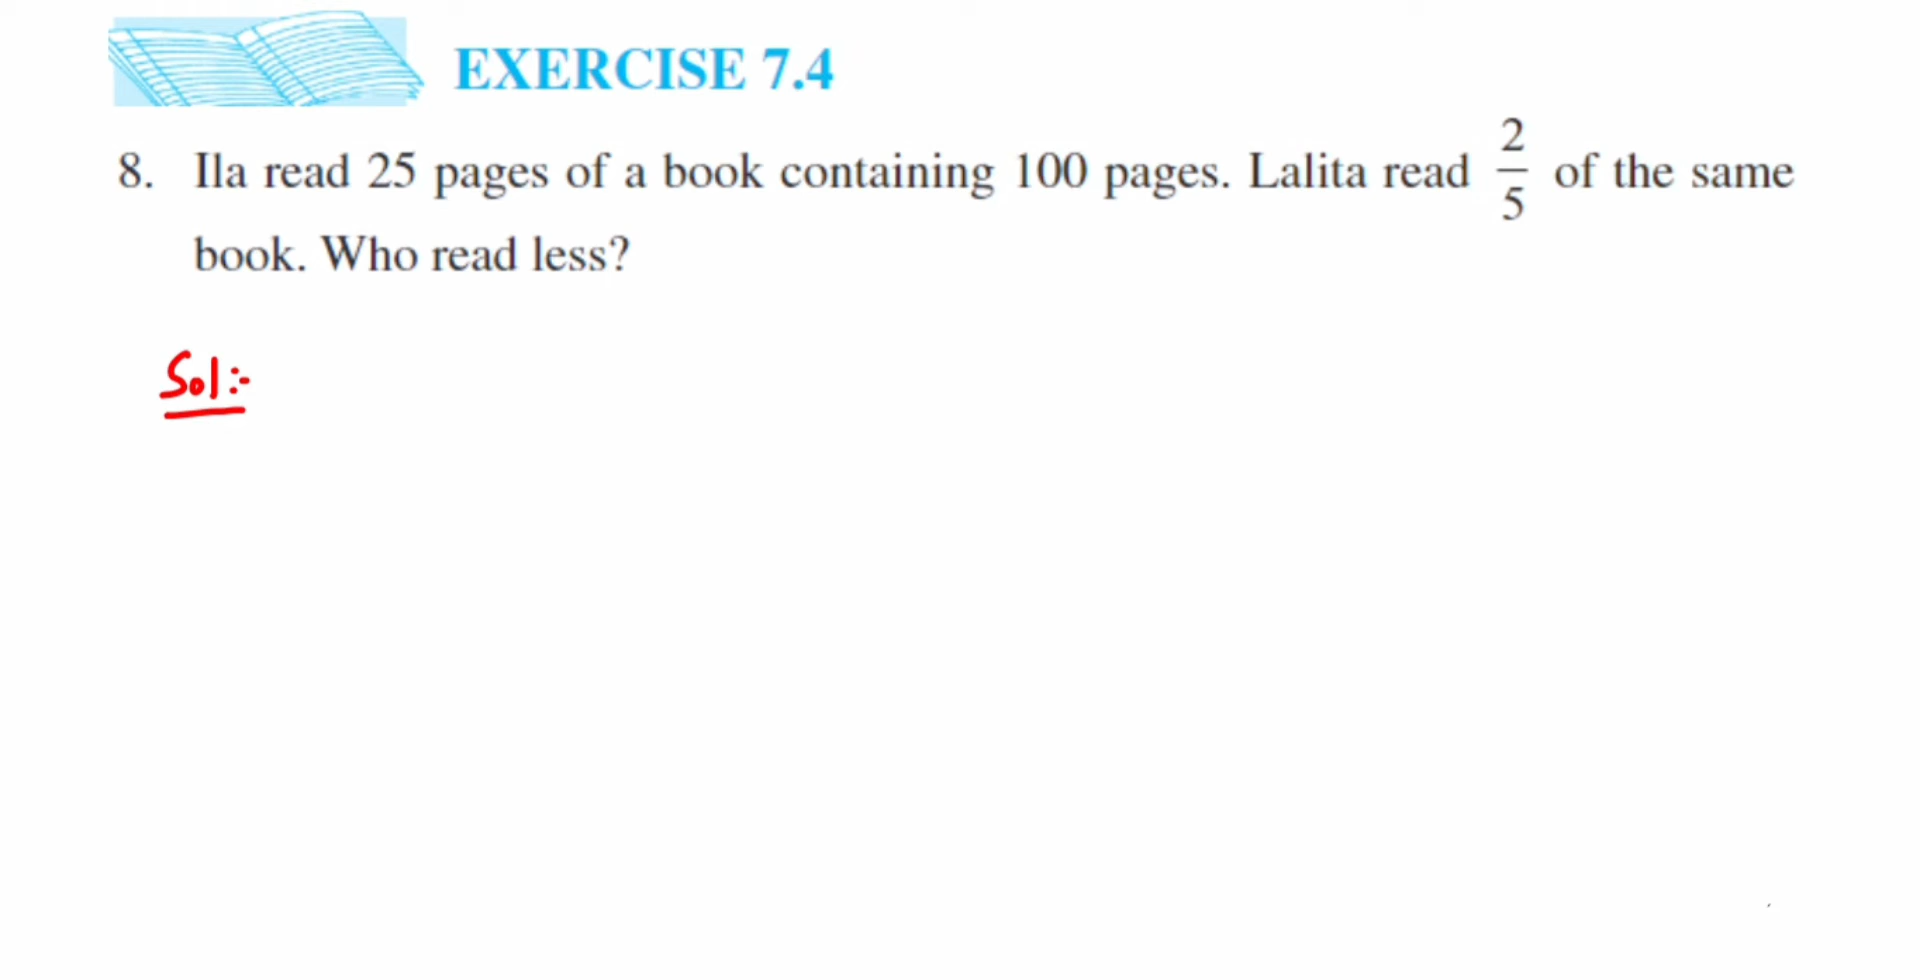 EXERCISE 7.4
8. Ila read 25 pages of a book containing 100 pages. Lalita read 2/5 of the same
book. Who read less?
Sol:-